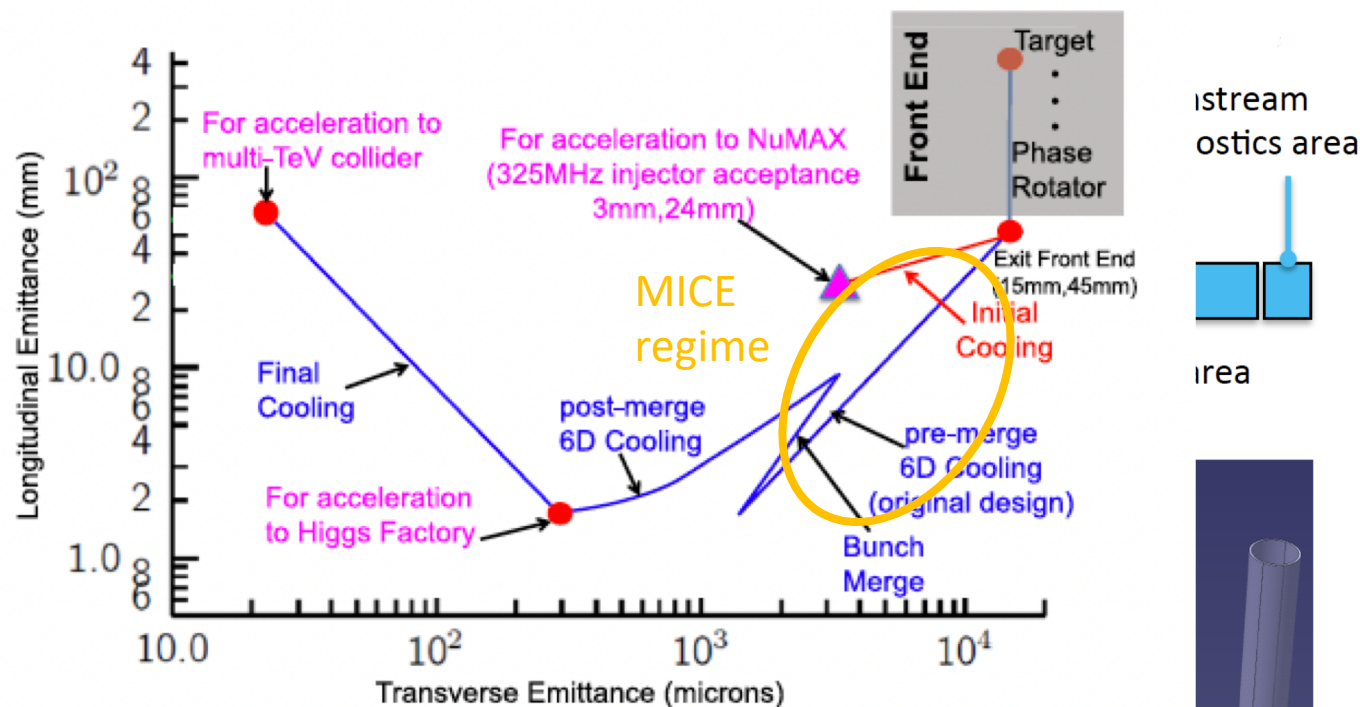 Front End
Target
Phase
Rotator
For acceleration to
multi-TeV collider
For acceleration to NuMAX
(325MHz injector acceptance
3mm,24mm)
Exit Front End
(15mm,45mm)
Initial
Cooling
MICE
regime
Final
Cooling
post-merge
6D Cooling
pre-merge
6D Cooling
(original design)
Bunch
Merge
For acceleration
to Higgs Factory
Longitudinal Emittance (mm)
4
2
10²
8
6
4
2
10.0
8
6
4
2
1.0
8
6
10.0 10² 10³ 10⁴
Transverse Emittance (microns)
area